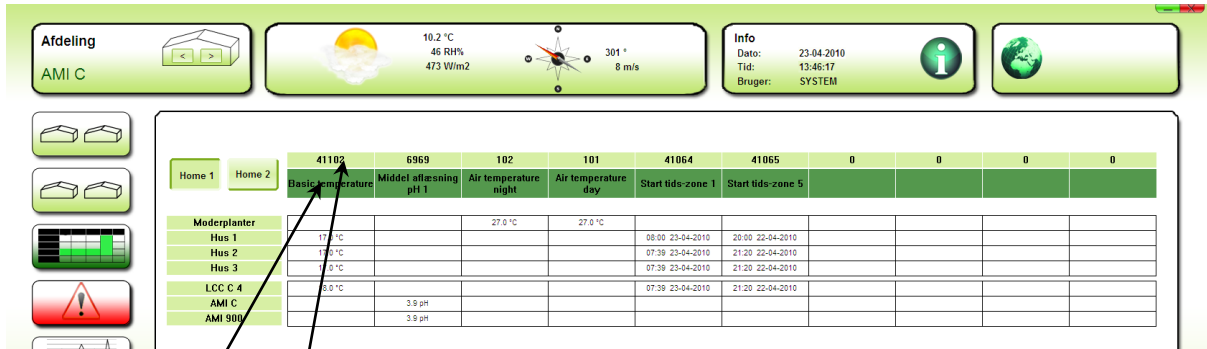 Afdeling
AMI C
< >
10.2 °C
46 RH%
473 W/m2
301 °
8 m/s
Info
Dato: 23-04-2010
Tid: 13:46:17
Bruger: SYSTEM
Home 1 Home 2
41102 6969 102 101 41064 41065 0 0 0 0
Basic temperature Middel aflæsning pH 1 Air temperature night Air temperature day Start tids-zone 1 Start tids-zone 5
Moderplanter 27.0 °C 27.0 °C
Hus 1 17.0 °C 08:00 23-04-2010 20:00 22-04-2010
Hus 2 °C 07:39 23-04-2010 21:20 22-04-2010
Hus 3 °C 07:39 23-04-2010 21:20 22-04-2010
LCC C 4 07:39 23-04-2010 21:20 22-04-2010
AMI C 3.9 pH
AMI 900 3.9 pH